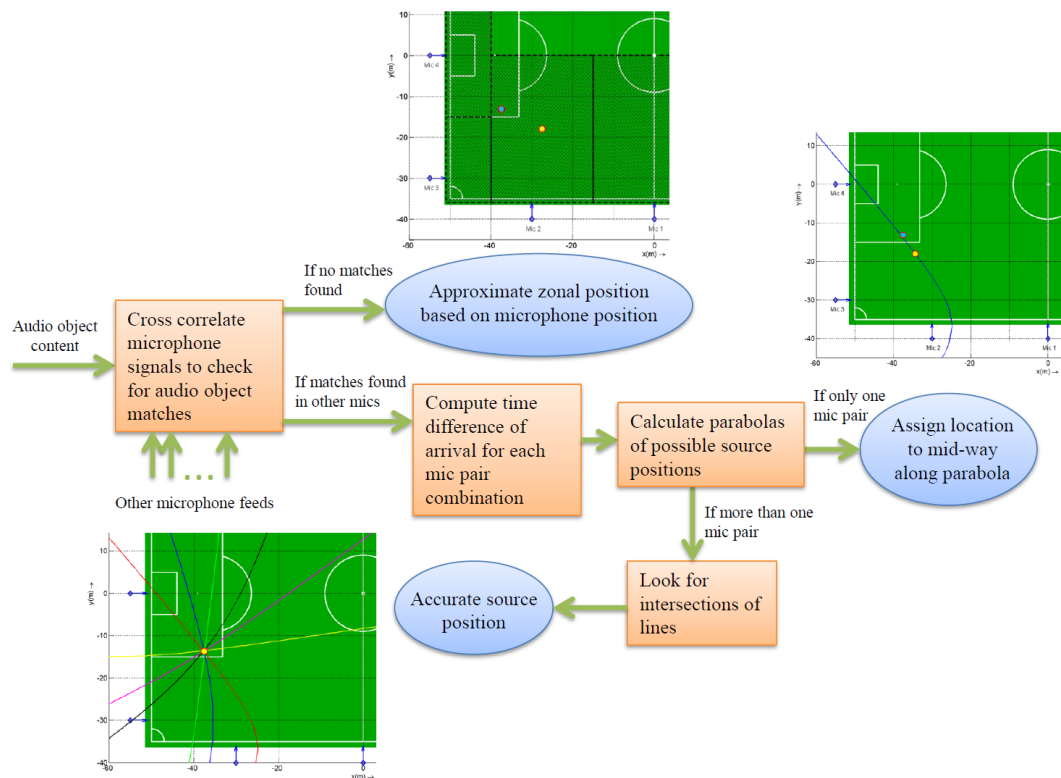 10
0
-10
-20
-30
-40
y(m) →
Mic 4
Mic 3
Mic 2
Mic 1
-60
-40
-20
0
x(m) →
10
0
-10
-20
-30
-40
y(m) →
Mic 4
Mic 3
Mic 2
Mic 1
-60
-40
-20
0
x(m) →
Audio object
content
Cross correlate
microphone
signals to check
for audio object
matches
If no matches
found
Approximate zonal position
based on microphone position
If matches found
in other mics
Compute time
difference of
arrival for each
mic pair
combination
Calculate parabolas
of possible source
positions
If only one
mic pair
Assign location
to mid-way
along parabola
Other microphone feeds
If more than one
mic pair
Look for
intersections of
lines
Accurate source
position
10
0
-10
-20
-30
-40
y(m) →
-60
-40
-20
0
x(m) →